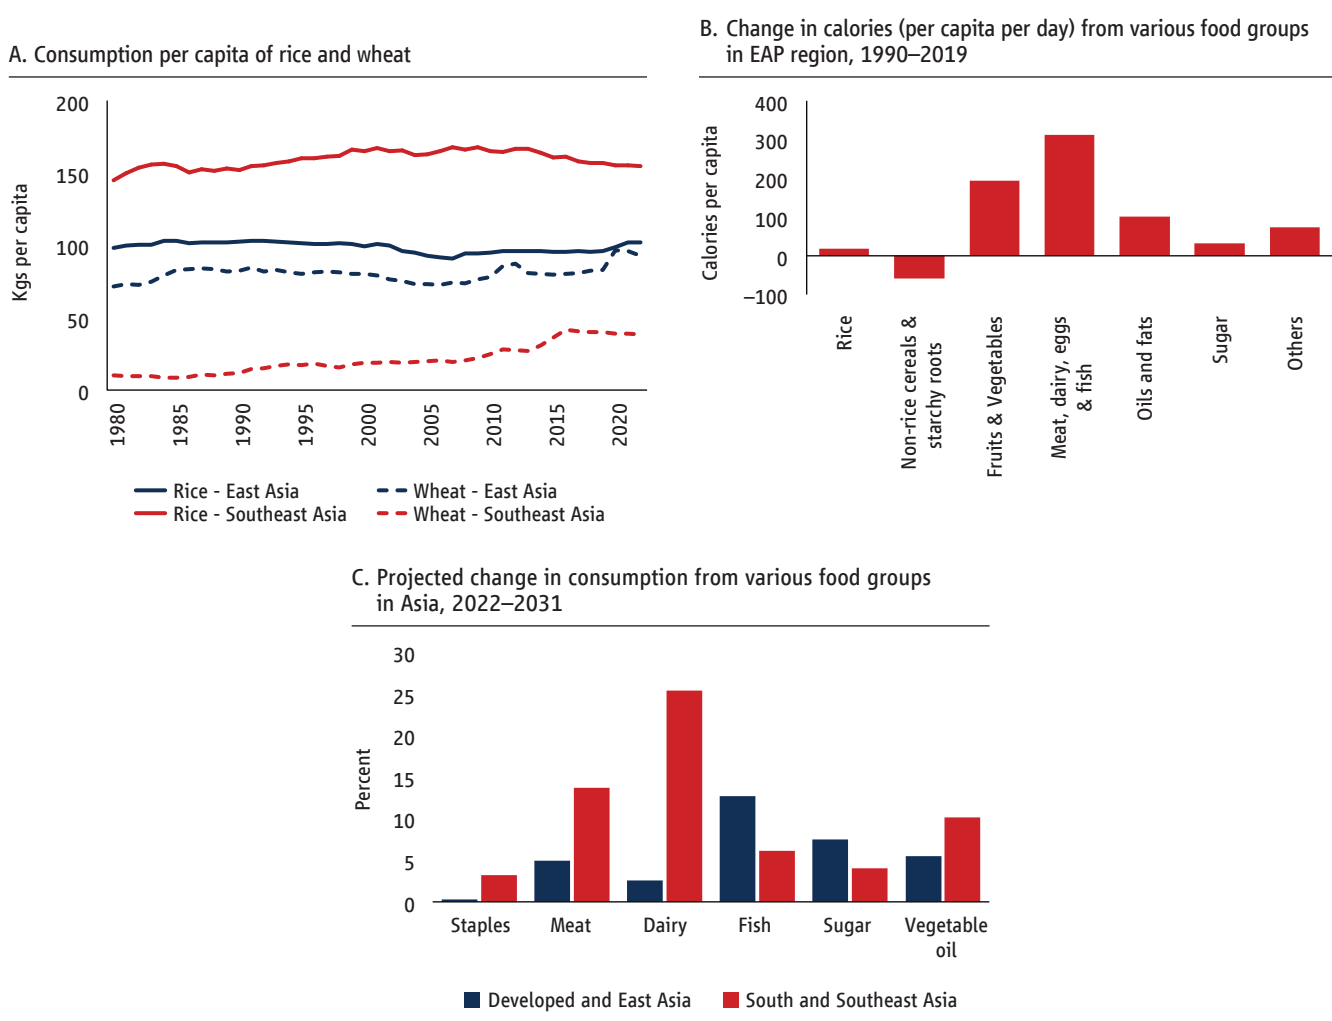 A. Consumption per capita of rice and wheat
Kgs per capita
200
150
100
50
0
1980
1985
1990
1995
2000
2005
2010
2015
2020
Rice - East Asia
Wheat - East Asia
Rice - Southeast Asia
Wheat - Southeast Asia
B. Change in calories (per capita per day) from various food groups
in EAP region, 1990–2019
Calories per capita
400
300
200
100
0
–100
Rice
Non-rice cereals &
starchy roots
Fruits & Vegetables
Meat, dairy, eggs
& fish
Oils and fats
Sugar
Others
C. Projected change in consumption from various food groups
in Asia, 2022–2031
Percent
30
25
20
15
10
5
0
Staples
Meat
Dairy
Fish
Sugar
Vegetable
oil
Developed and East Asia
South and Southeast Asia